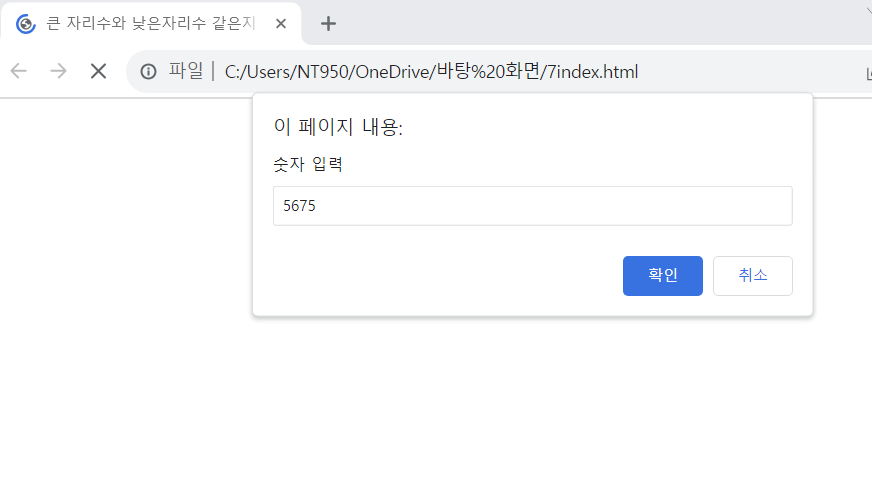 큰 자리수와 낮은자리수 같은지
파일 C:/Users/NT950/OneDrive/바탕%20화면/7index.html
이 페이지 내용:
숫자 입력
5675
확인 취소